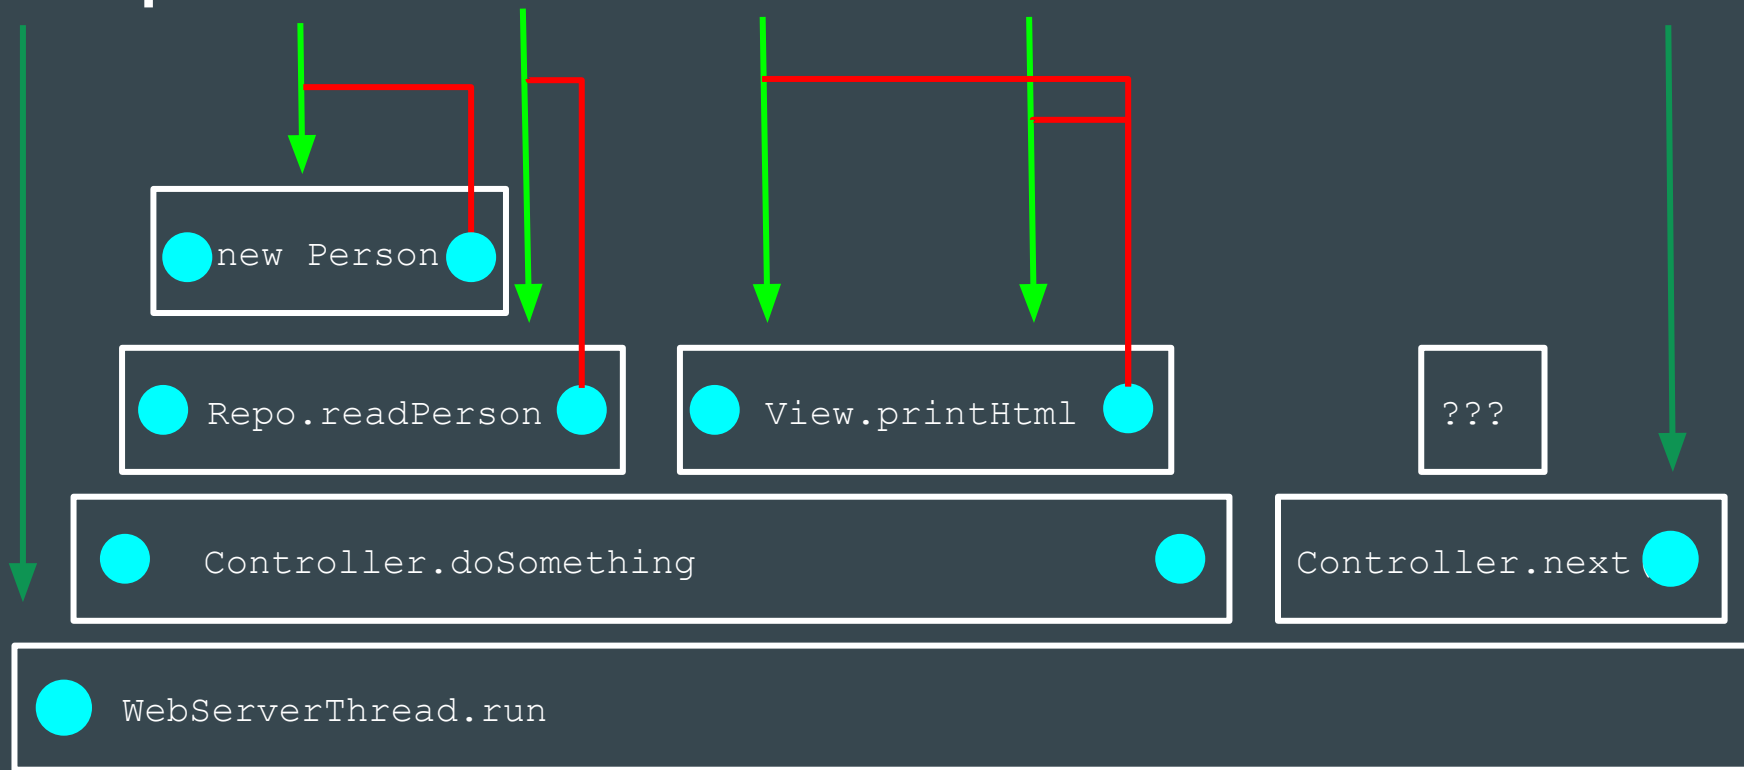 new Person
Repo.readPerson
View.printHtml
???
Controller.doSomething
Controller.next
WebServerThread.run